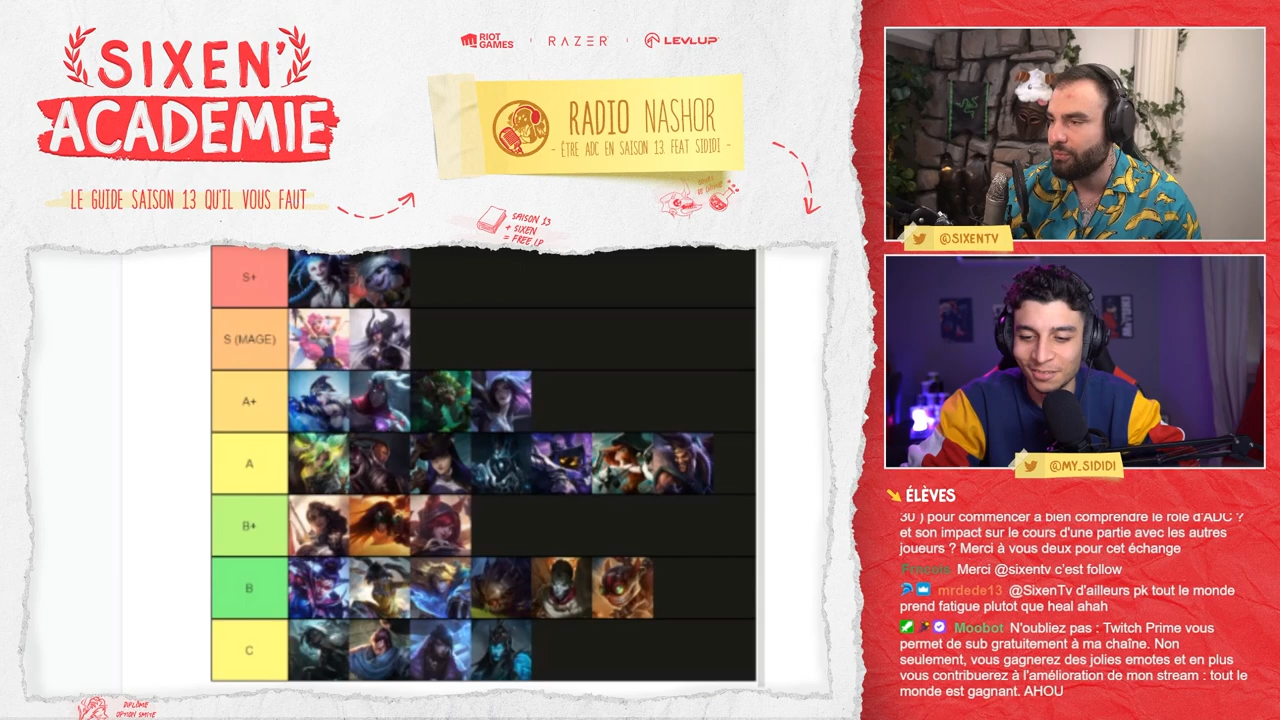 SIXEN'
ACADEMIE
LE GUIDE SAISON 13 QU'IL VOUS FAUT
RIOT GAMES
RAZER
LEVLUP
RADIO NASHOR
- ÊTRE ADC EN SAISON 13 FEAT SIDIDI -
SAISON 13
+ SIXEN
= FREE LP
S+
S (MAGE)
A+
A
B+
B
C
DIPLÔME
OPTION SMITE
@SIXENTV
@MY_SIDIDI
ÉLÈVES
30 ) pour commencer a bien comprendre le rôle d'ADC ?
et son impact sur le cours d'une partie avec les autres
joueurs ? Merci à vous deux pour cet échange
Merci @sixentv c'est follow
mrdede13 @SixenTv d'ailleurs pk tout le monde
prend fatigue plutot que heal ahah
Moobot N'oubliez pas : Twitch Prime vous
permet de sub gratuitement à ma chaîne. Non
seulement, vous gagnerez des jolies emotes et en plus
vous contribuerez à l'amélioration de mon stream : tout le
monde est gagnant. AHOU